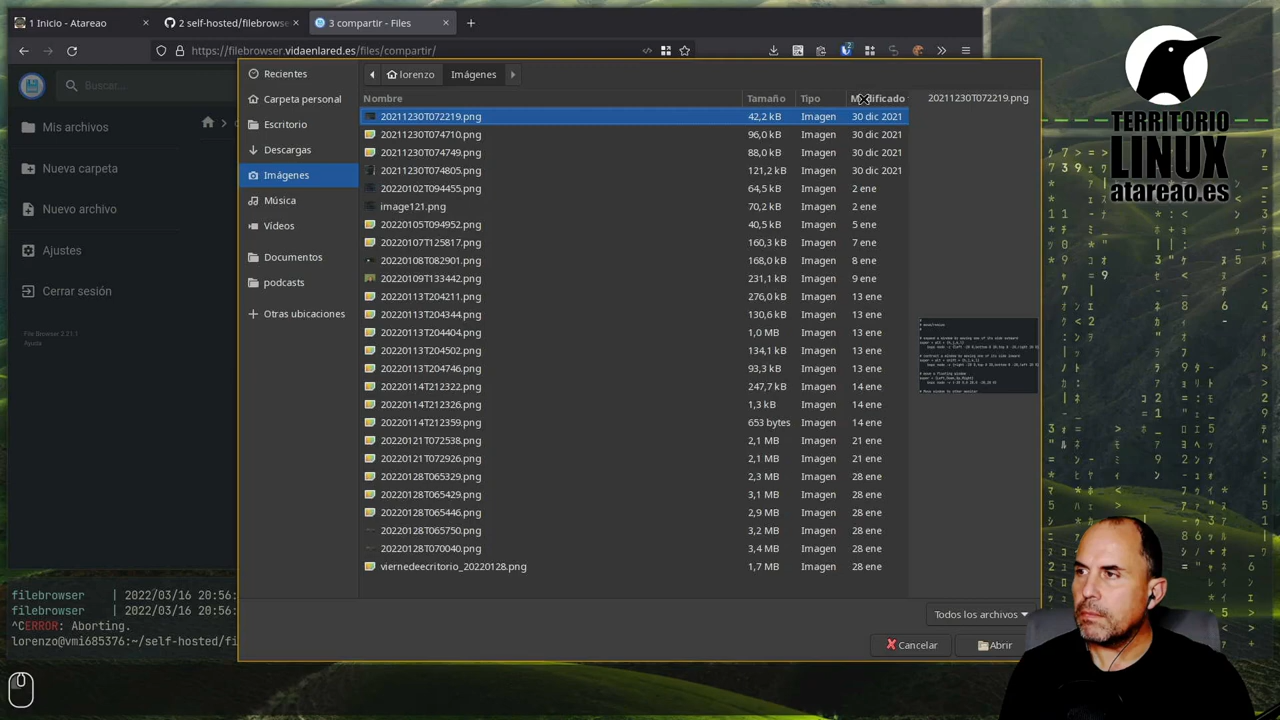 1 Inicio - Atareao
2 self-hosted/filebrowse
3 compartir - Files
https://filebrowser.vidaenlared.es/files/compartir/
Buscar...
Mis archivos
Nueva carpeta
Nuevo archivo
Ajustes
Cerrar sesión
File Browser 2.21.1
Ayuda
Recientes
Carpeta personal
Escritorio
Descargas
Imágenes
Música
Vídeos
Documentos
podcasts
Otras ubicaciones
lorenzo Imágenes
Nombre Tamaño Tipo Modificado
20211230T072219.png 42,2 kB Imagen 30 dic 2021
20211230T074710.png 96,0 kB Imagen 30 dic 2021
20211230T074749.png 88,0 kB Imagen 30 dic 2021
20211230T074805.png 121,2 kB Imagen 30 dic 2021
20220102T094455.png 64,5 kB Imagen 2 ene
image121.png 70,2 kB Imagen 2 ene
20220105T094952.png 40,5 kB Imagen 5 ene
20220107T125817.png 160,3 kB Imagen 7 ene
20220108T082901.png 168,0 kB Imagen 8 ene
20220109T133442.png 231,1 kB Imagen 9 ene
20220113T204211.png 276,0 kB Imagen 13 ene
20220113T204344.png 130,6 kB Imagen 13 ene
20220113T204404.png 1,0 MB Imagen 13 ene
20220113T204502.png 134,1 kB Imagen 13 ene
20220113T204746.png 93,3 kB Imagen 13 ene
20220114T212322.png 247,7 kB Imagen 14 ene
20220114T212326.png 1,3 kB Imagen 14 ene
20220114T212359.png 653 bytes Imagen 14 ene
20220121T072538.png 2,1 MB Imagen 21 ene
20220121T072926.png 2,1 MB Imagen 21 ene
20220128T065329.png 2,3 MB Imagen 28 ene
20220128T065429.png 3,1 MB Imagen 28 ene
20220128T065446.png 2,9 MB Imagen 28 ene
20220128T065750.png 3,2 MB Imagen 28 ene
20220128T070040.png 3,4 MB Imagen 28 ene
viernedeecritorio_20220128.png 1,7 MB Imagen 28 ene
20211230T072219.png
Todos los archivos
Cancelar
Abrir
filebrowser | 2022/03/16 20:56:
filebrowser | 2022/03/16 20:56:
^CERROR: Aborting.
lorenzo@vmi685376:~/self-hosted/fi
TERRITORIO
LINUX
atareao.es